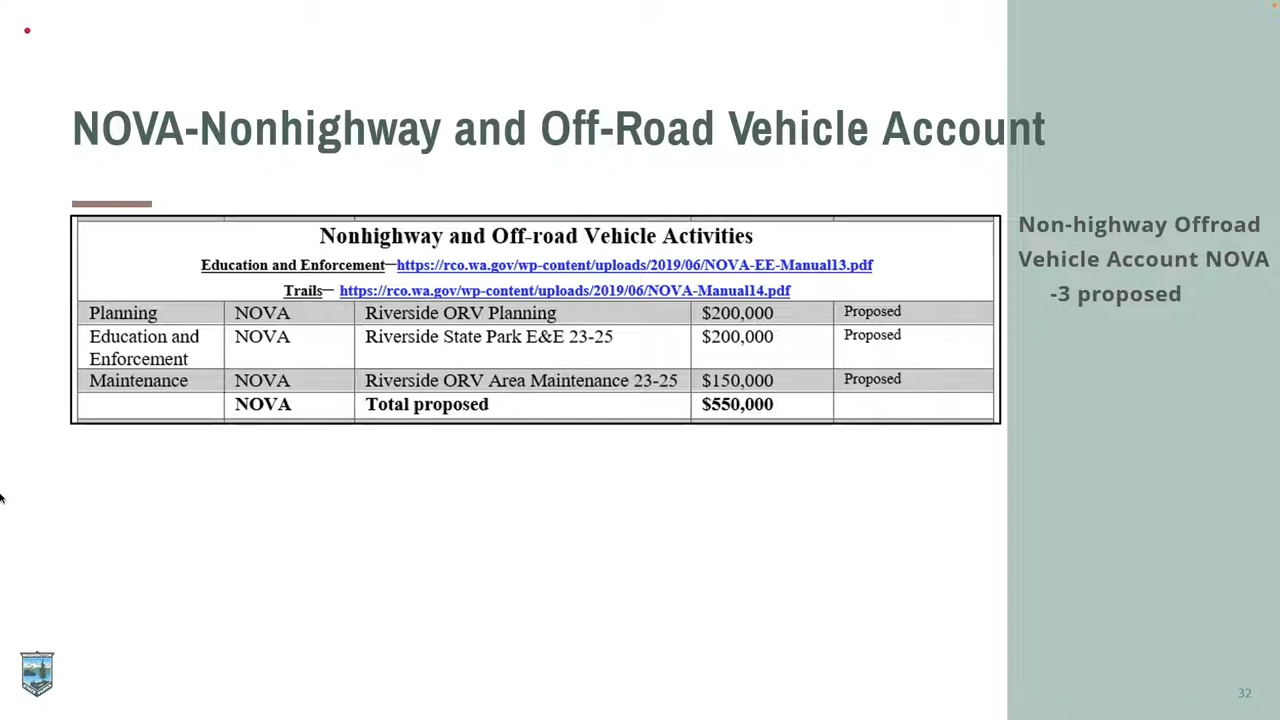 NOVA-Nonhighway and Off-Road Vehicle Account
Nonhighway and Off-road Vehicle Activities
Education and Enforcement—https://rco.wa.gov/wp-content/uploads/2019/06/NOVA-EE-Manual13.pdf
Trails— https://rco.wa.gov/wp-content/uploads/2019/06/NOVA-Manual14.pdf
Planning NOVA Riverside ORV Planning $200,000 Proposed
Education and Enforcement NOVA Riverside State Park E&E 23-25 $200,000 Proposed
Maintenance NOVA Riverside ORV Area Maintenance 23-25 $150,000 Proposed
NOVA Total proposed $550,000
Non-highway Offroad
Vehicle Account NOVA
-3 proposed
32